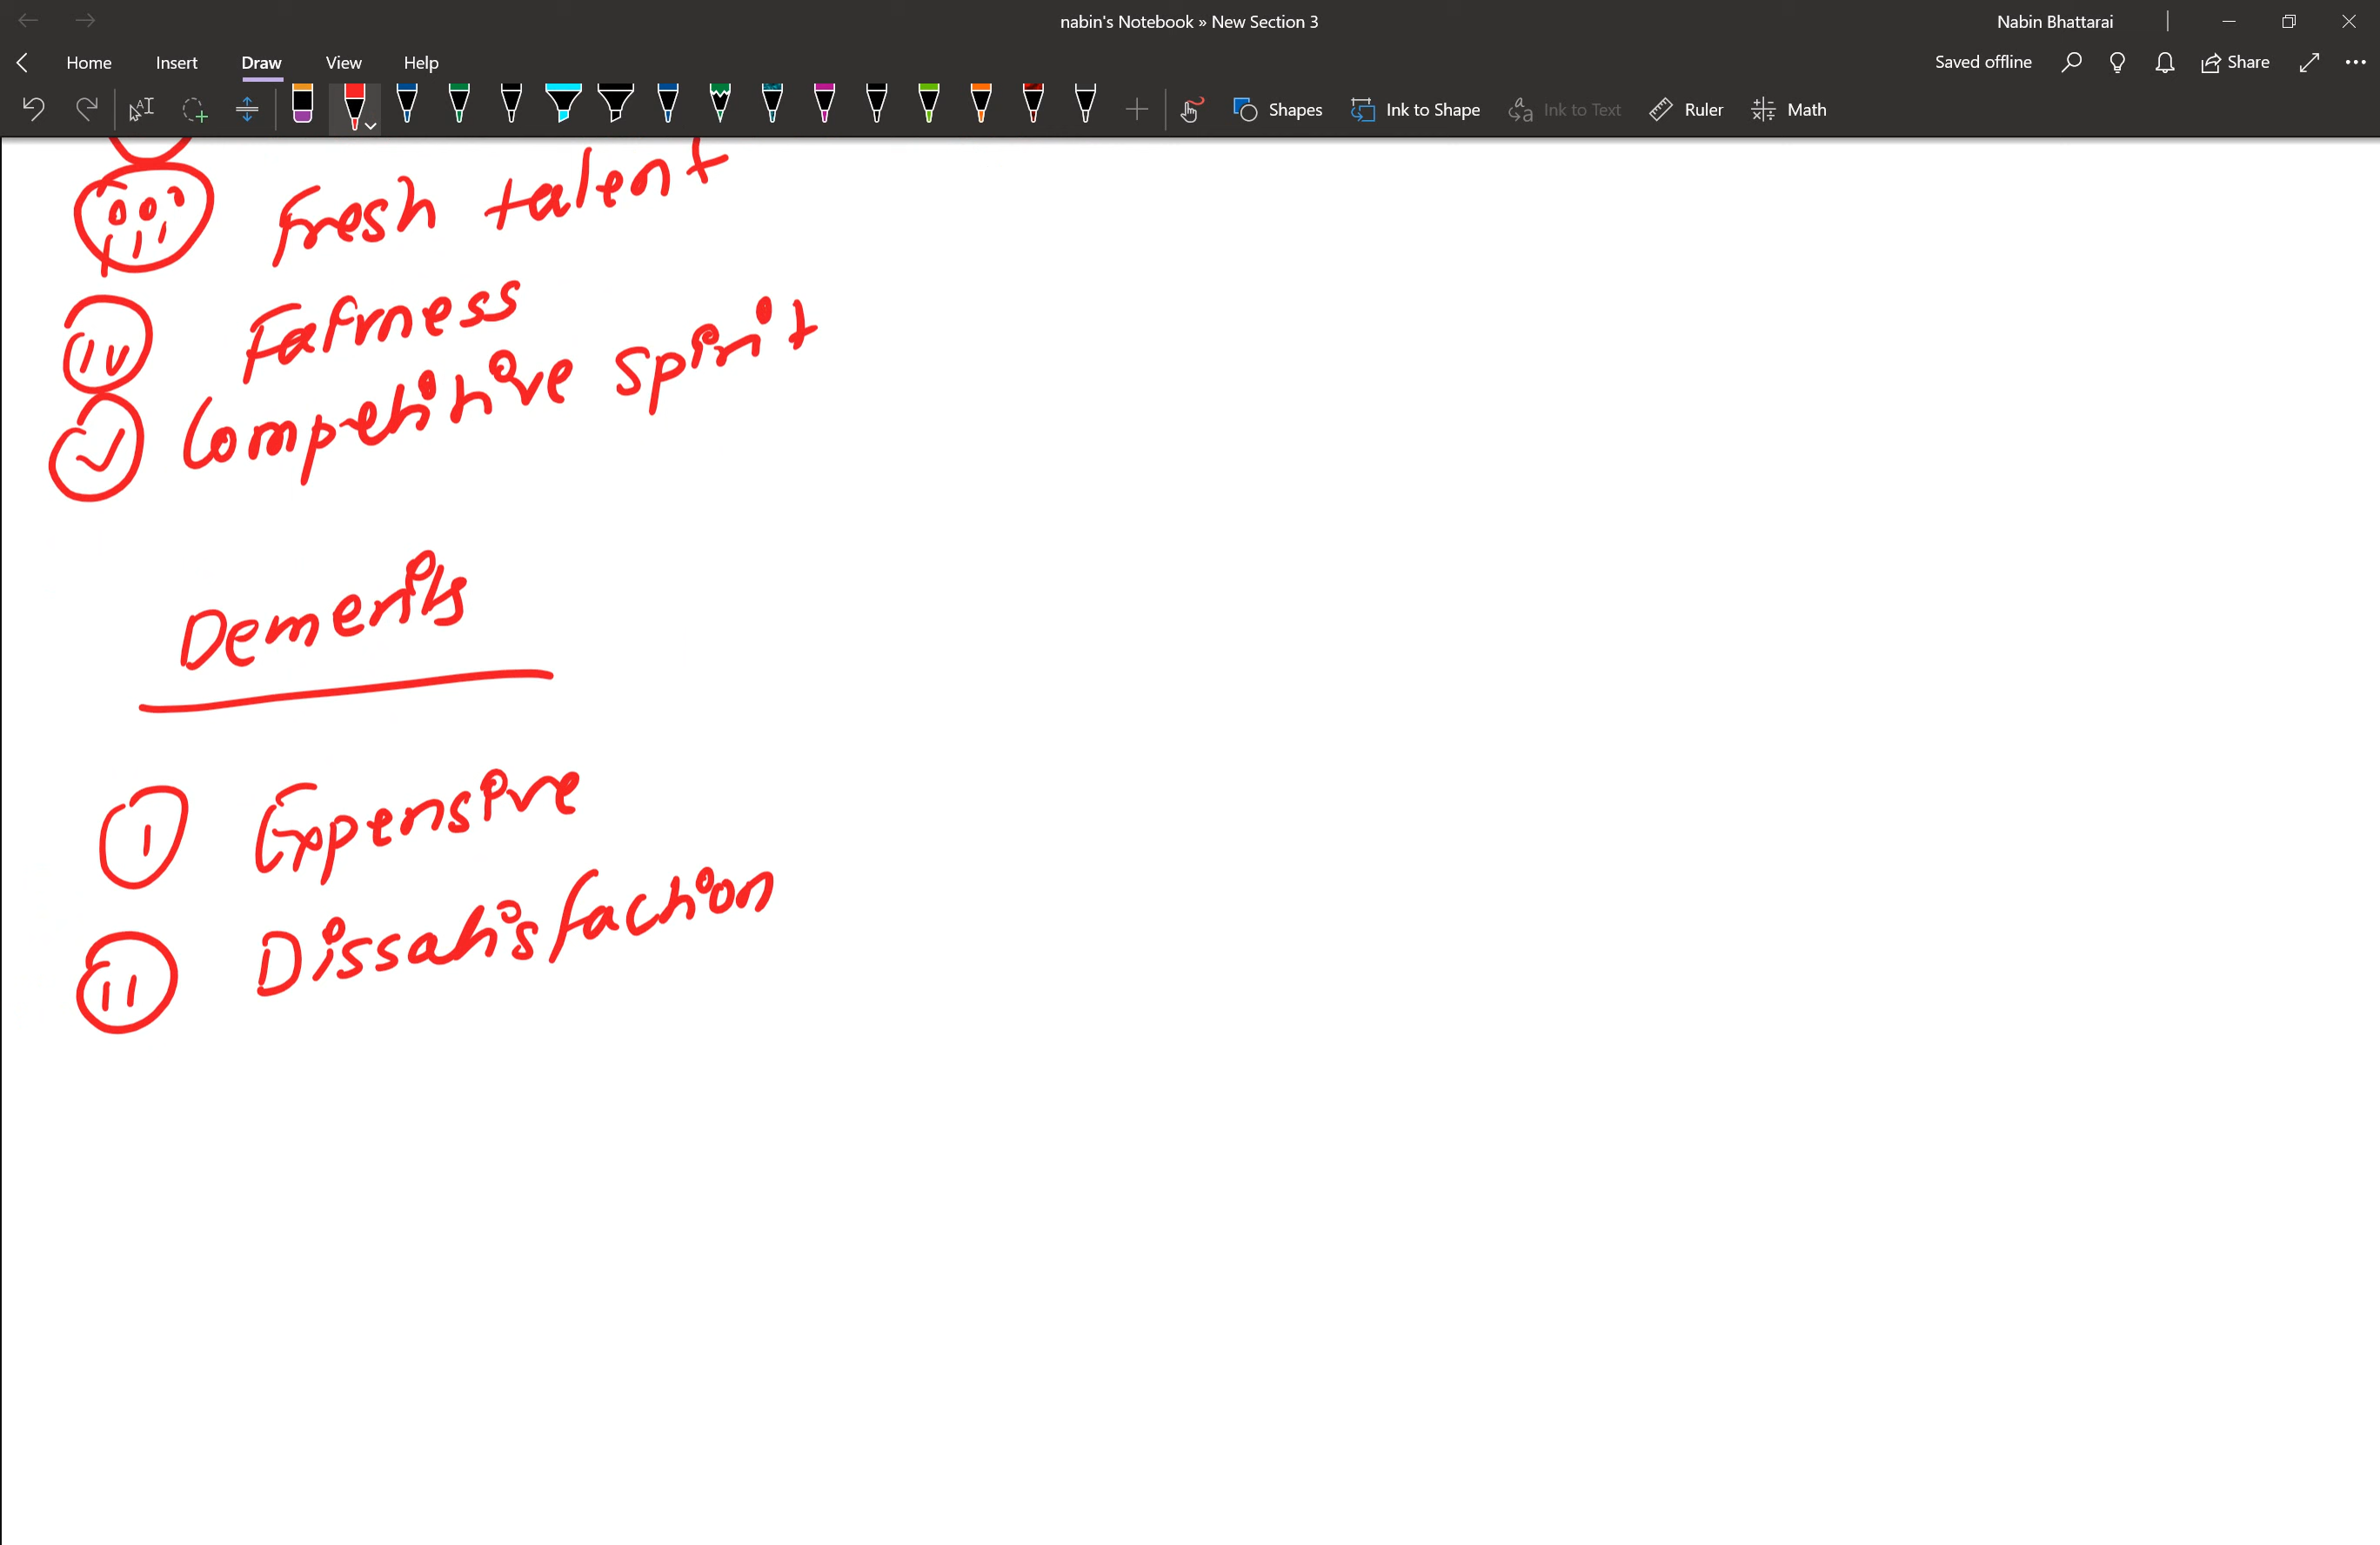 nabin's Notebook » New Section 3
Nabin Bhattarai
Home Insert Draw View Help
Saved offline
Share
Shapes
Ink to Shape
Ink to Text
Ruler
Math
iii Fresh talent
iv Fairness
v Competitive spirit
Demerits
i Expensive
ii Dissatisfaction